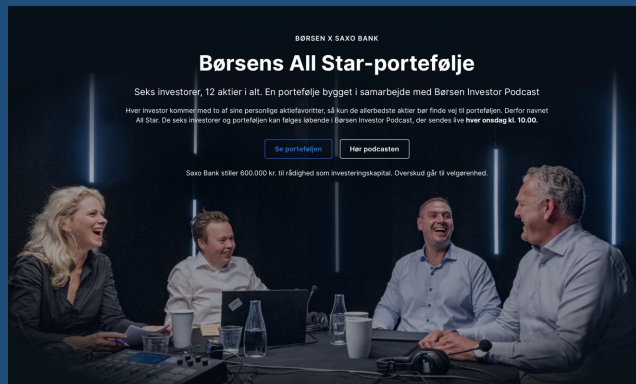 BØRSEN X SAXO BANK
Børsens All Star-portefølje
Seks investorer, 12 aktier i alt. En portefølje bygget i samarbejde med Børsen Investor Podcast
Hver investor kommer med to af sine personlige aktiefavoritter, så kun de allerbedste aktier bør finde vej til porteføljen. Derfor navnet
All Star. De seks investorer og porteføljen kan følges løbende i Børsen Investor Podcast, der sendes live hver onsdag kl. 10.00.
Se porteføljen
Hør podcasten
Saxo Bank stiller 600.000 kr. til rådighed som investeringskapital. Overskud går til velgørenhed.